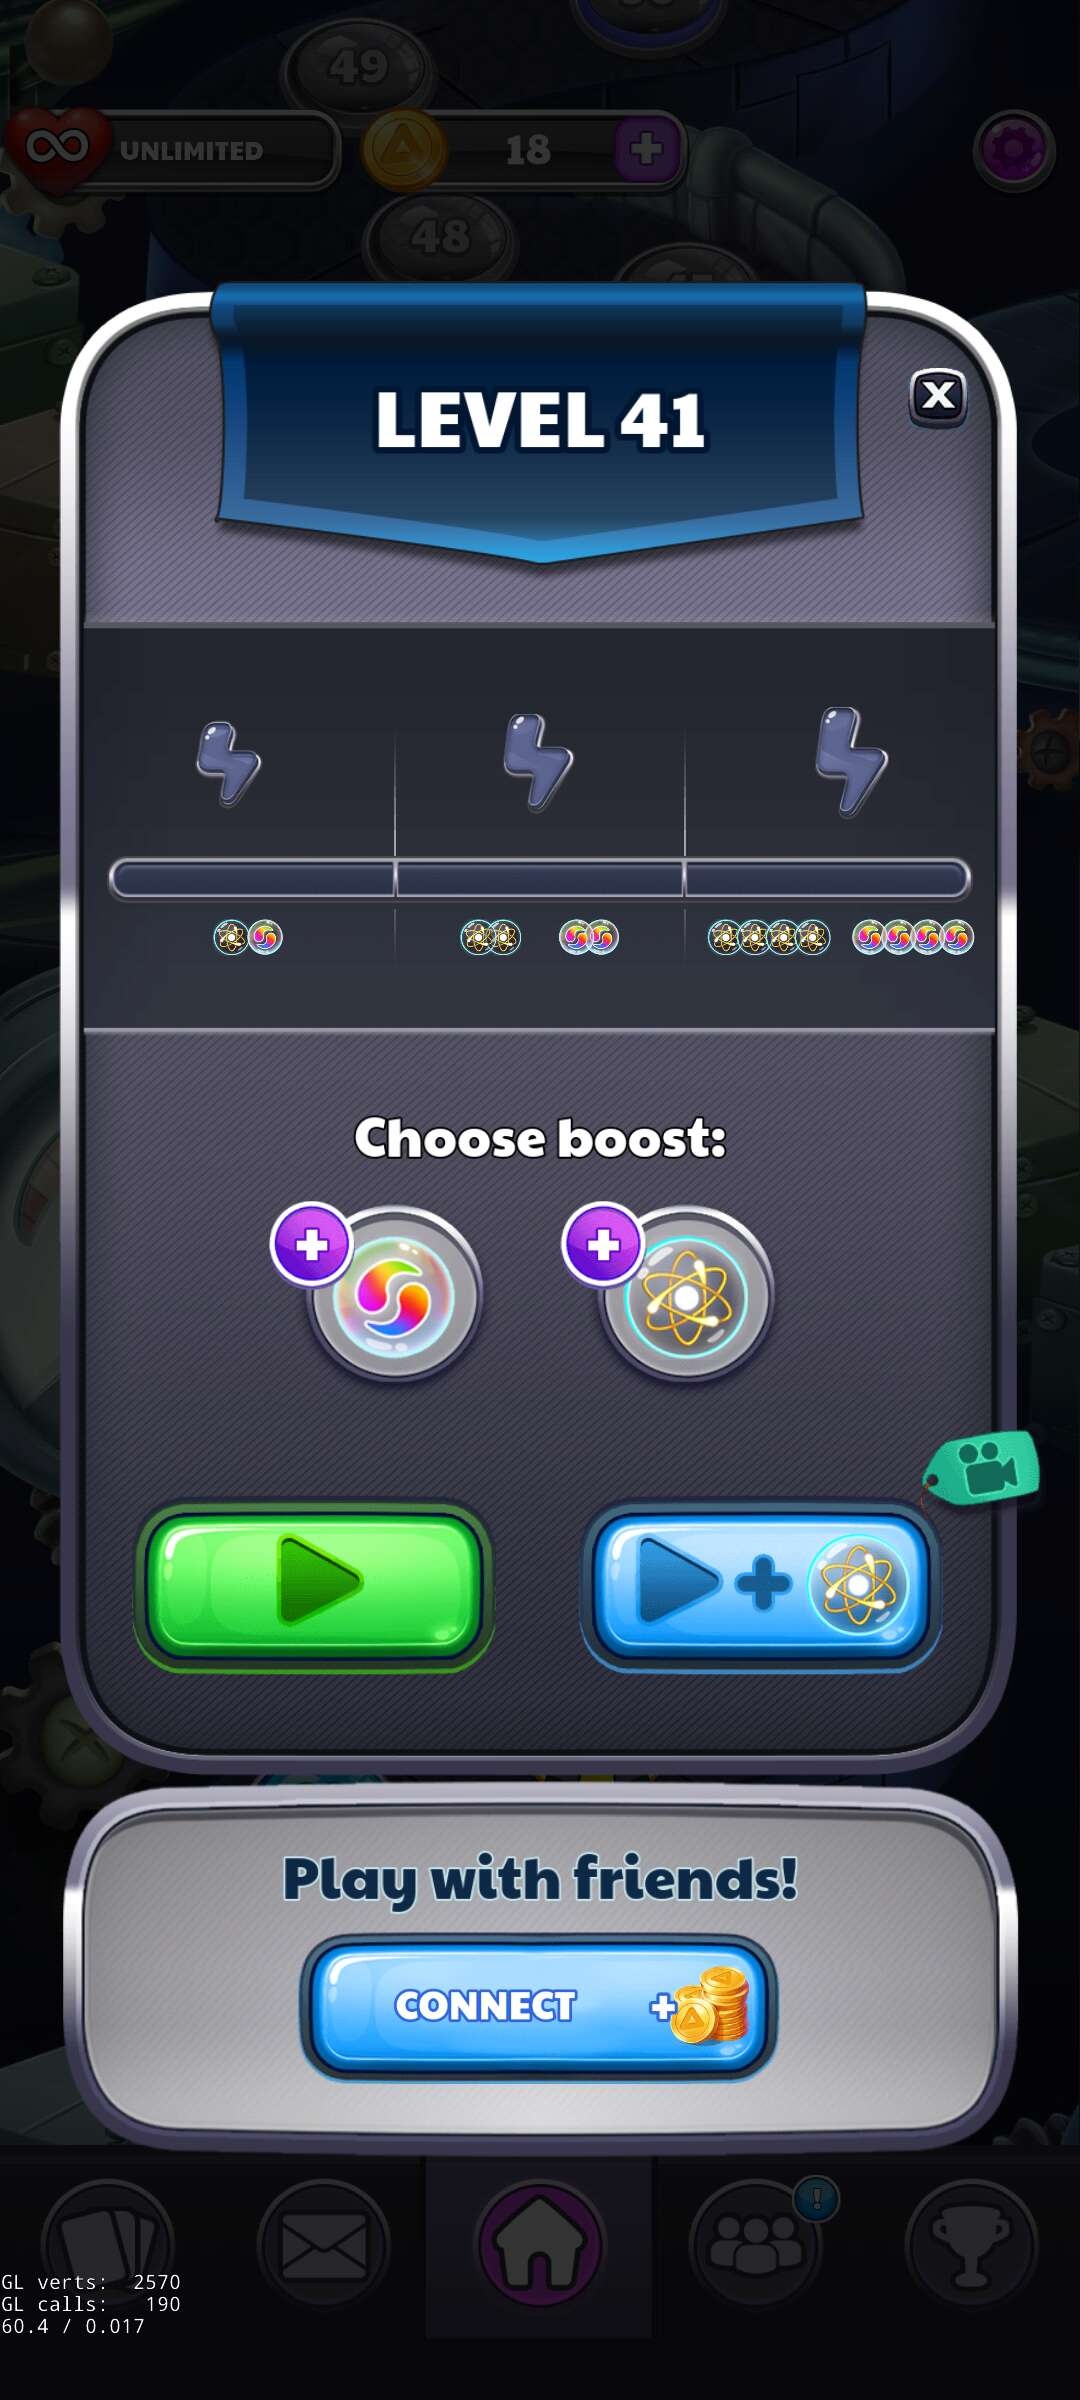 49
UNLIMITED
18
48
LEVEL 41
X
Choose boost:
Play with friends!
CONNECT +
GL verts: 2570
GL calls: 190
60.4 / 0.017